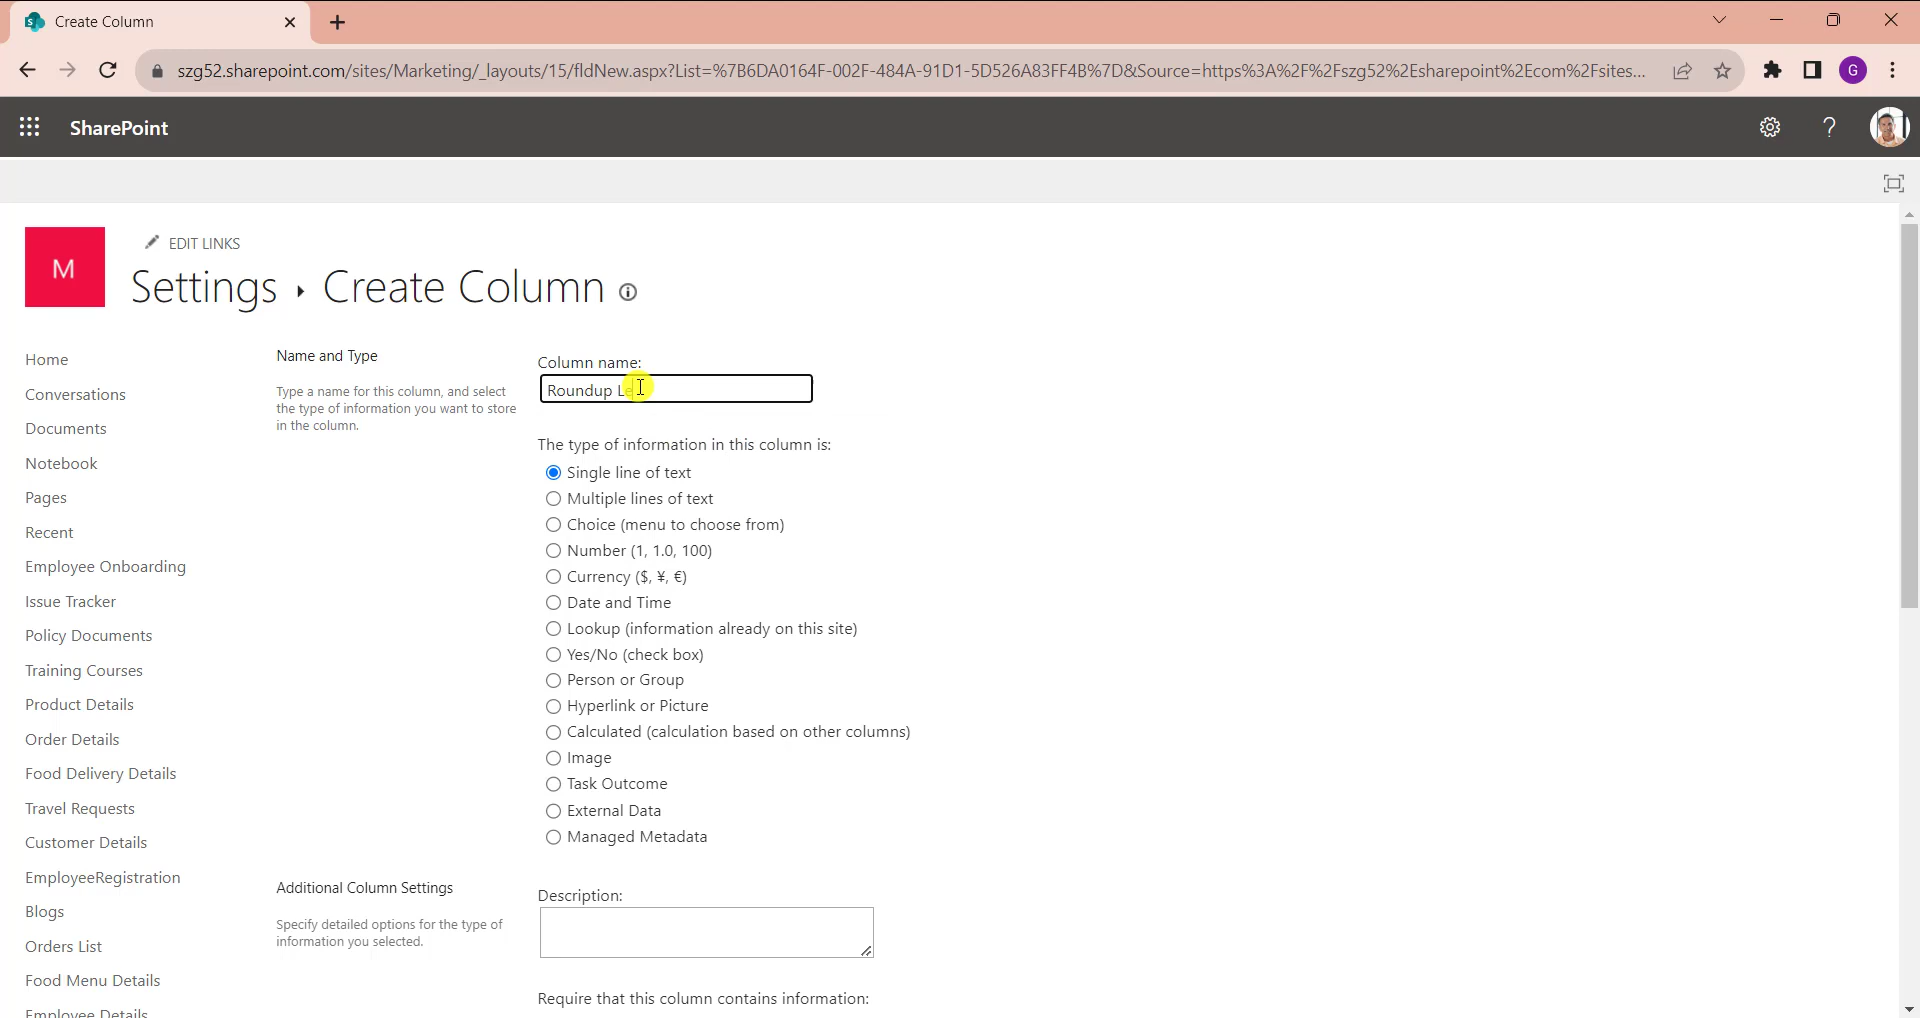 Create Column
szg52.sharepoint.com/sites/Marketing/_layouts/15/fldNew.aspx?List=%7B6DA0164F-002F-484A-91D1-5D526A83FF4B%7D&Source=https%3A%2F%2Fszg52%2Esharepoint%2Ecom%2Fsites...
G
SharePoint
?
EDIT LINKS
M
Settings ▸ Create Column
Name and Type
Type a name for this column, and select
the type of information you want to store
in the column.
Column name:
Roundup Le
The type of information in this column is:
Single line of text
Multiple lines of text
Choice (menu to choose from)
Number (1, 1.0, 100)
Currency ($, ¥, €)
Date and Time
Lookup (information already on this site)
Yes/No (check box)
Person or Group
Hyperlink or Picture
Calculated (calculation based on other columns)
Image
Task Outcome
External Data
Managed Metadata
Additional Column Settings
Specify detailed options for the type of
information you selected.
Description:
Require that this column contains information:
Home
Conversations
Documents
Notebook
Pages
Recent
Employee Onboarding
Issue Tracker
Policy Documents
Training Courses
Product Details
Order Details
Food Delivery Details
Travel Requests
Customer Details
EmployeeRegistration
Blogs
Orders List
Food Menu Details
Employee Details